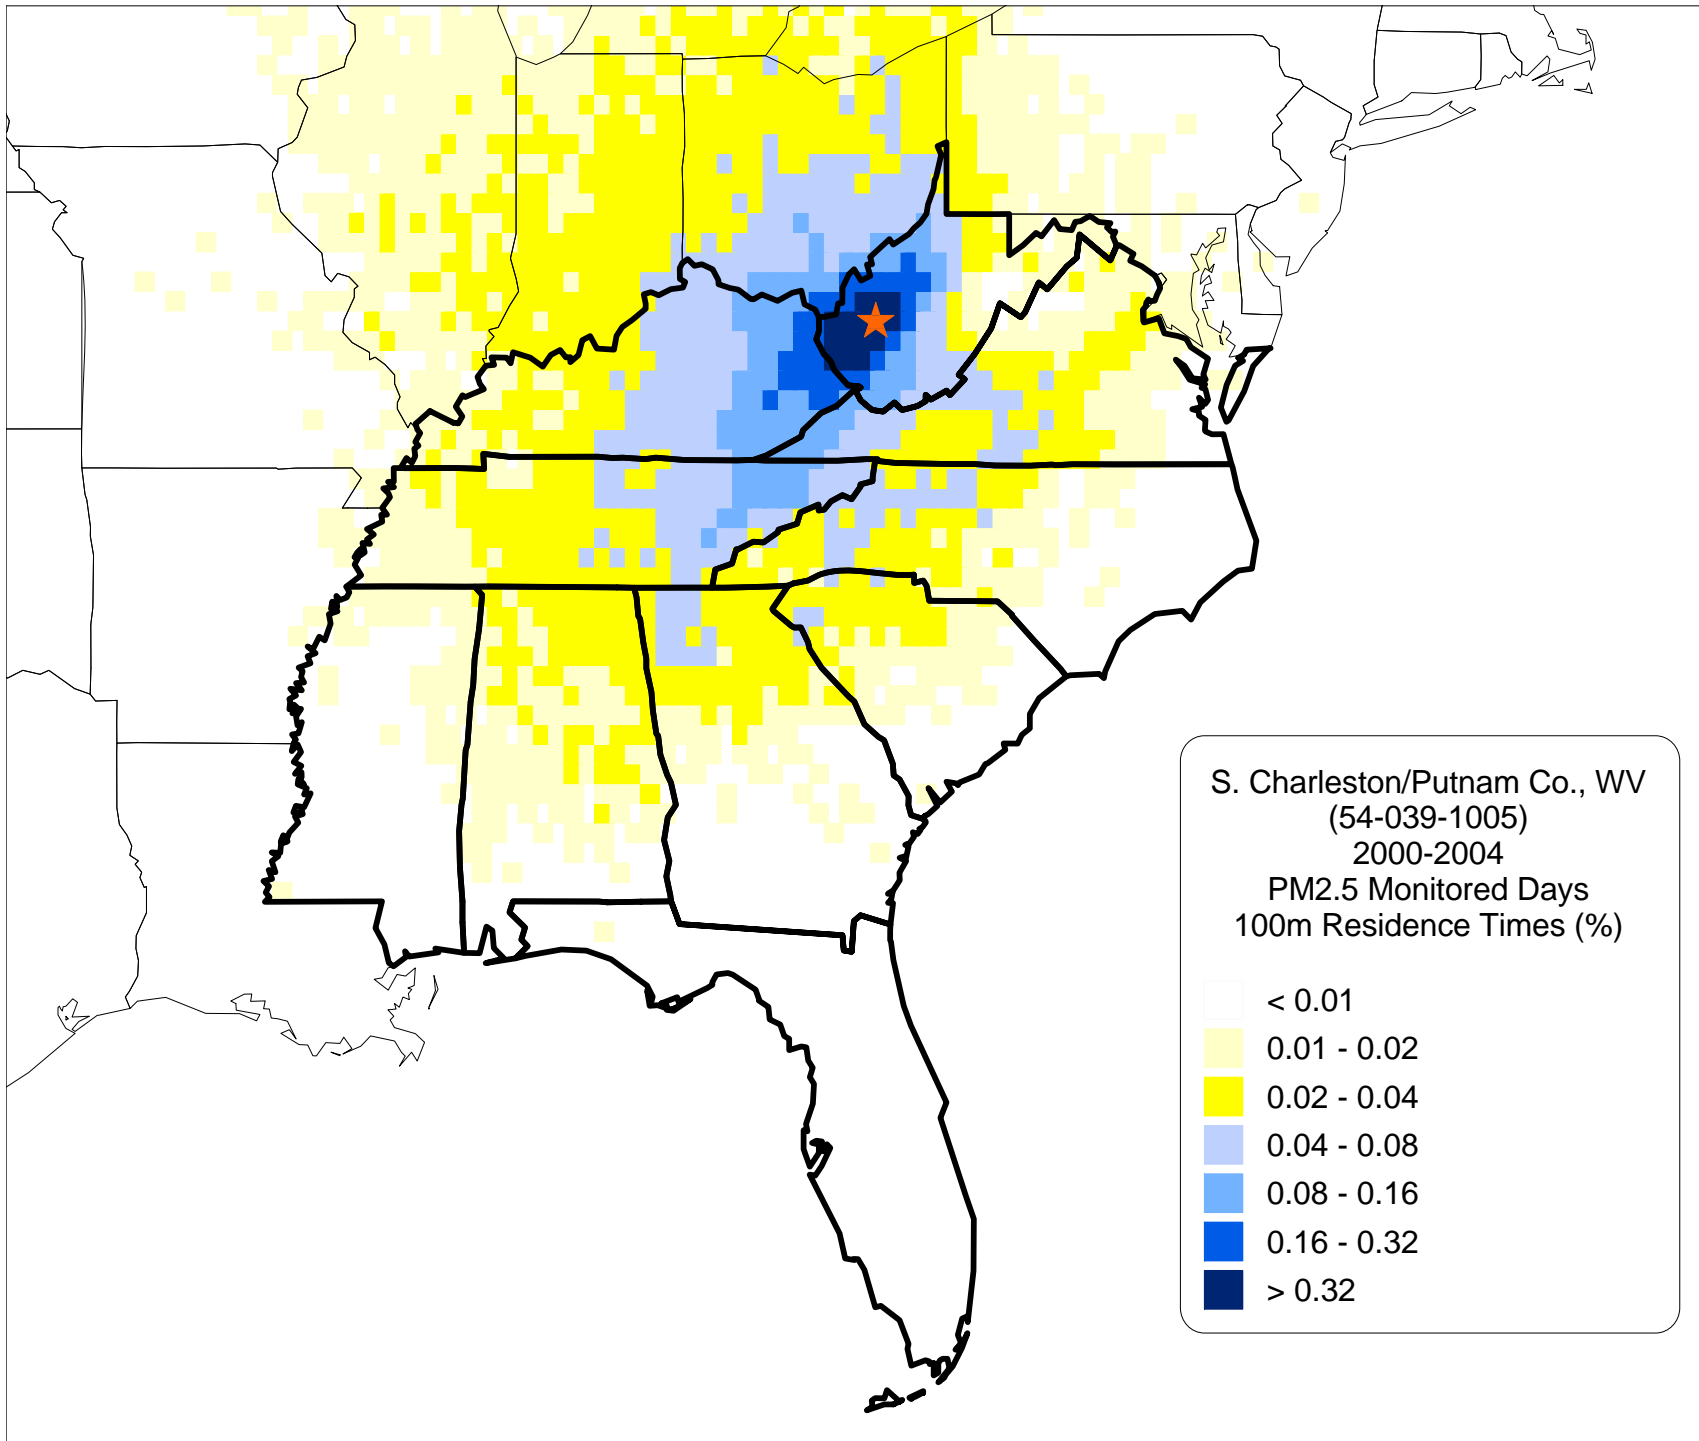 S. Charleston/Putnam Co., WV
(54-039-1005)
2000-2004
PM2.5 Monitored Days
100m Residence Times (%)
< 0.01
0.01 - 0.02
0.02 - 0.04
0.04 - 0.08
0.08 - 0.16
0.16 - 0.32
> 0.32